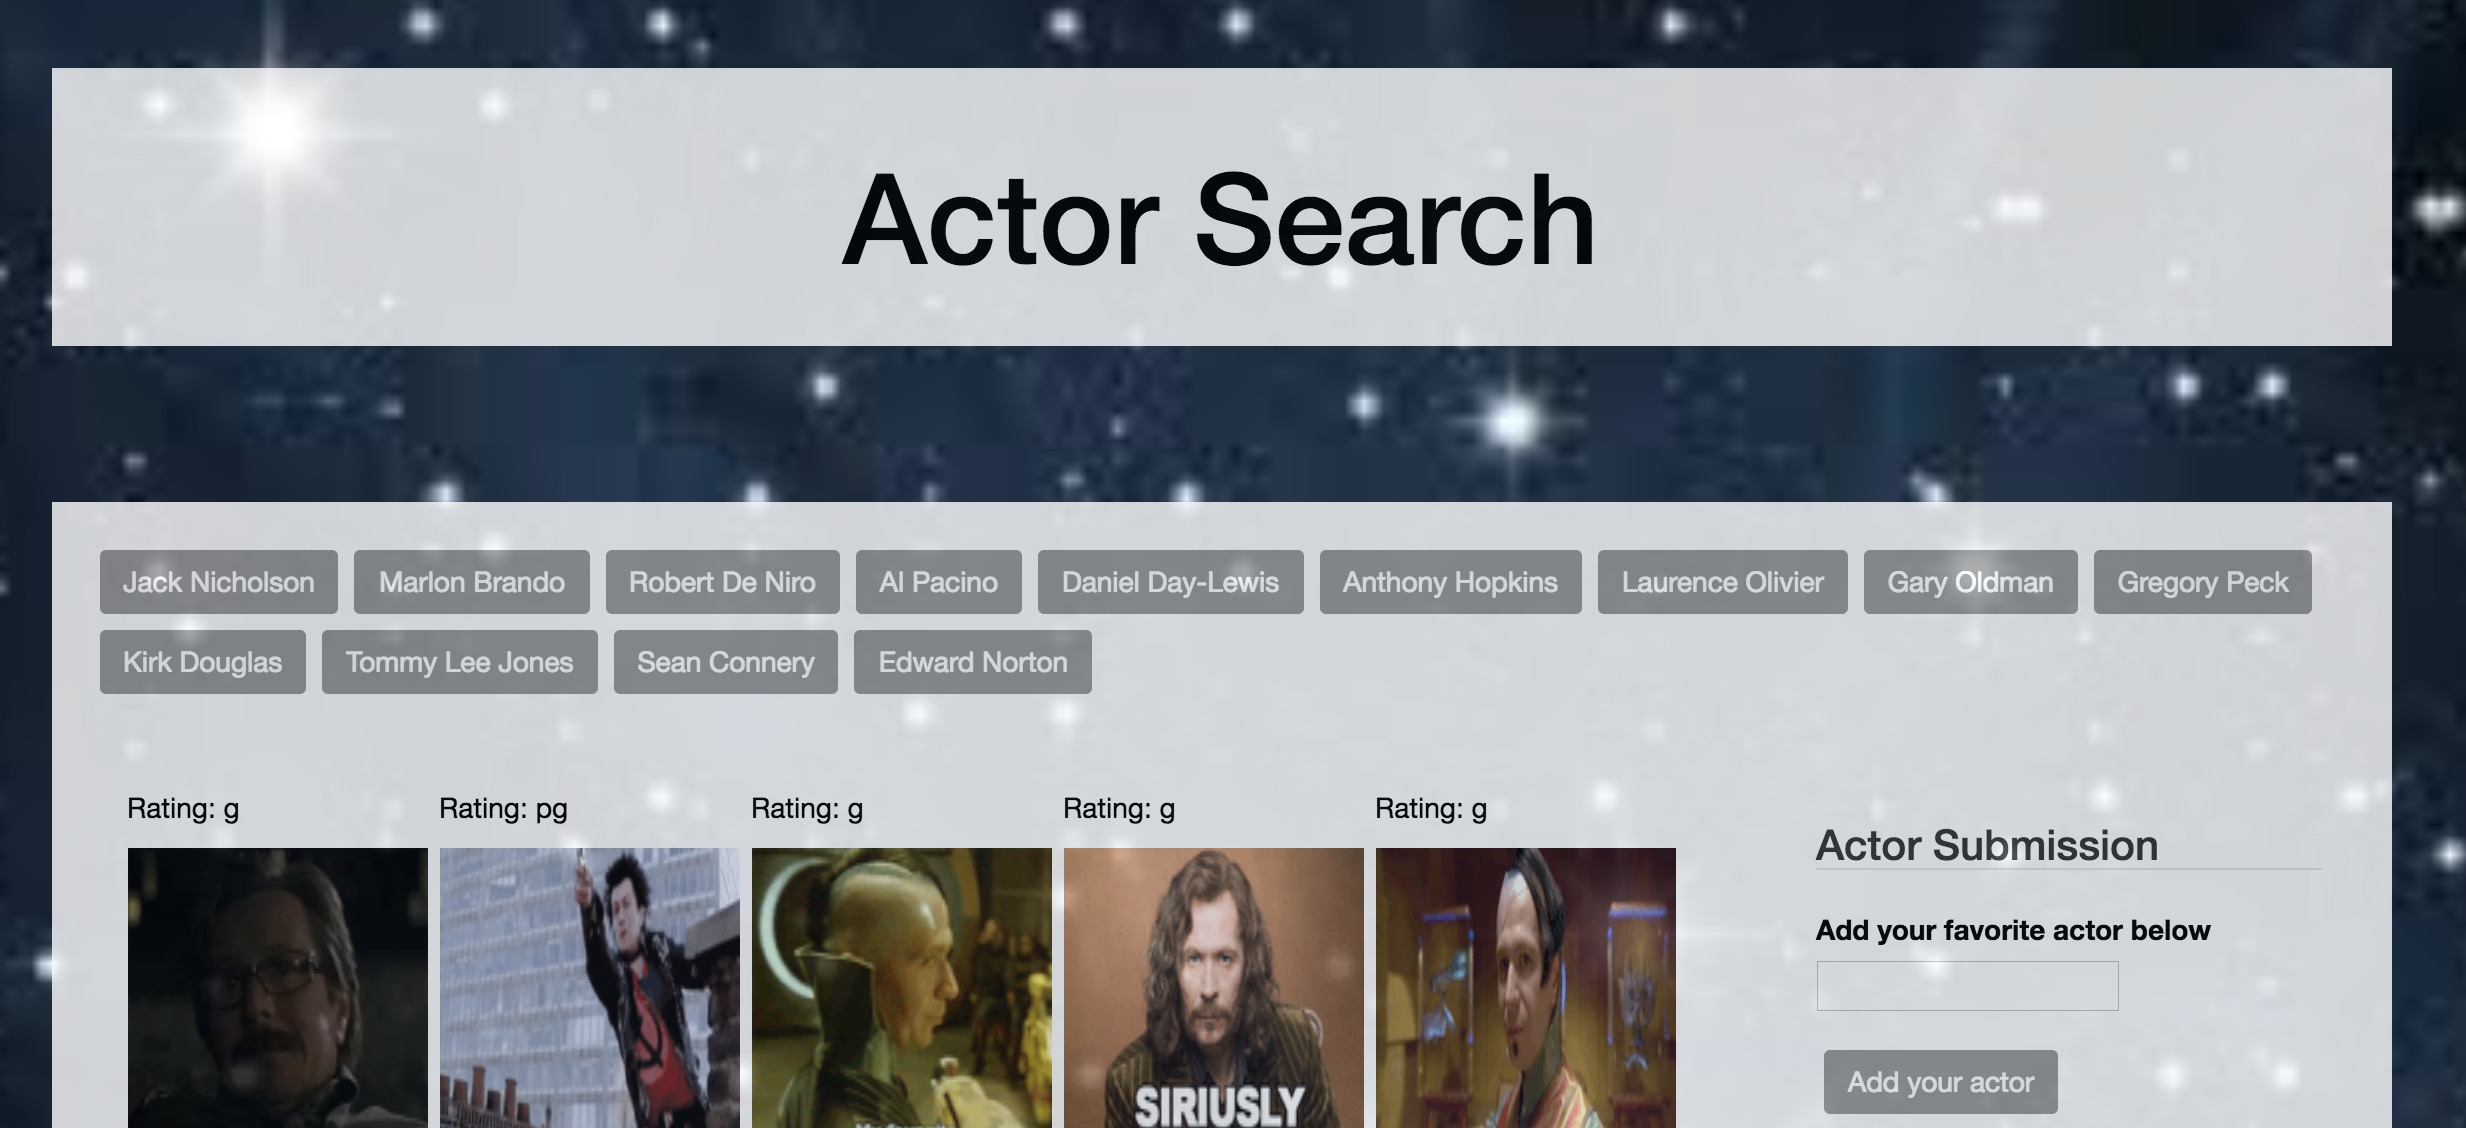 Actor Search
Jack Nicholson Marlon Brando Robert De Niro Al Pacino Daniel Day-Lewis Anthony Hopkins Laurence Olivier Gary Oldman Gregory Peck
Kirk Douglas Tommy Lee Jones Sean Connery Edward Norton
Rating: g Rating: pg Rating: g Rating: g Rating: g
Actor Submission
Add your favorite actor below
Add your actor
SIRIUSLY